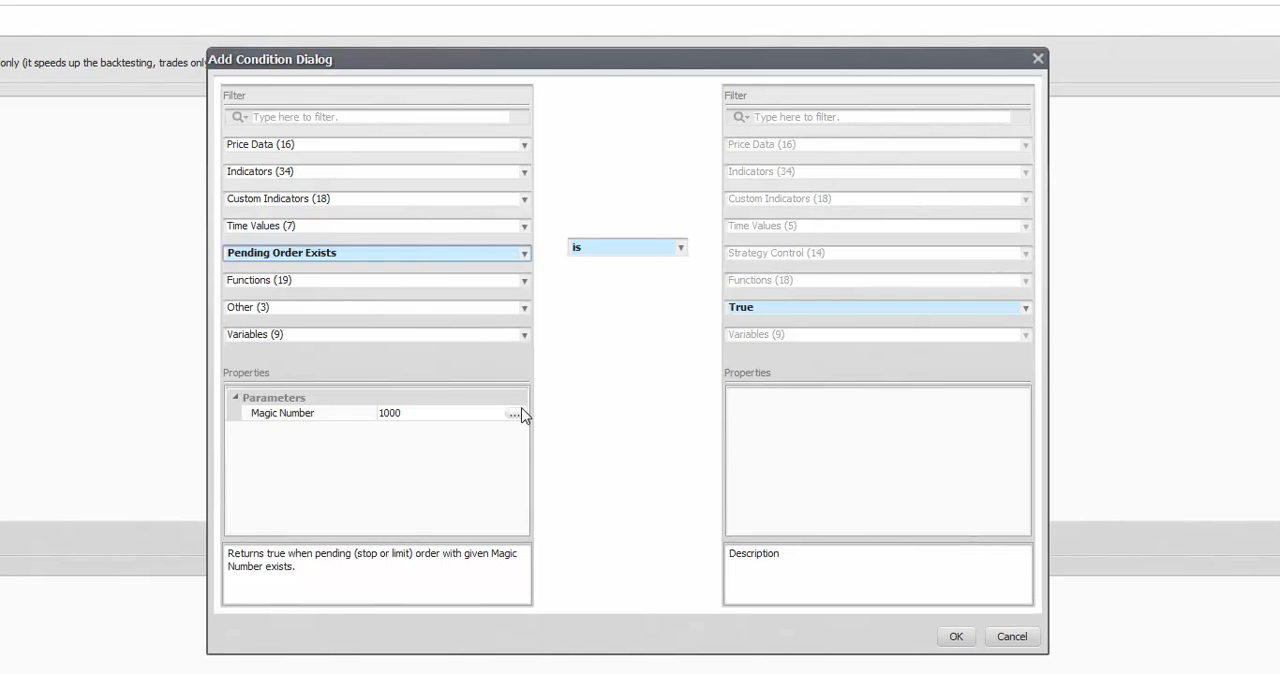 only (it speeds up the backtesting, trades onl
Add Condition Dialog
Filter
Type here to filter.
Price Data (16)
Indicators (34)
Custom Indicators (18)
Time Values (7)
Pending Order Exists
Functions (19)
Other (3)
Variables (9)
Properties
Parameters
Magic Number 1000 ...
Returns true when pending (stop or limit) order with given Magic
Number exists.
is
Filter
Type here to filter.
Price Data (16)
Indicators (34)
Custom Indicators (18)
Time Values (5)
Strategy Control (14)
Functions (18)
True
Variables (9)
Properties
Description
OK Cancel